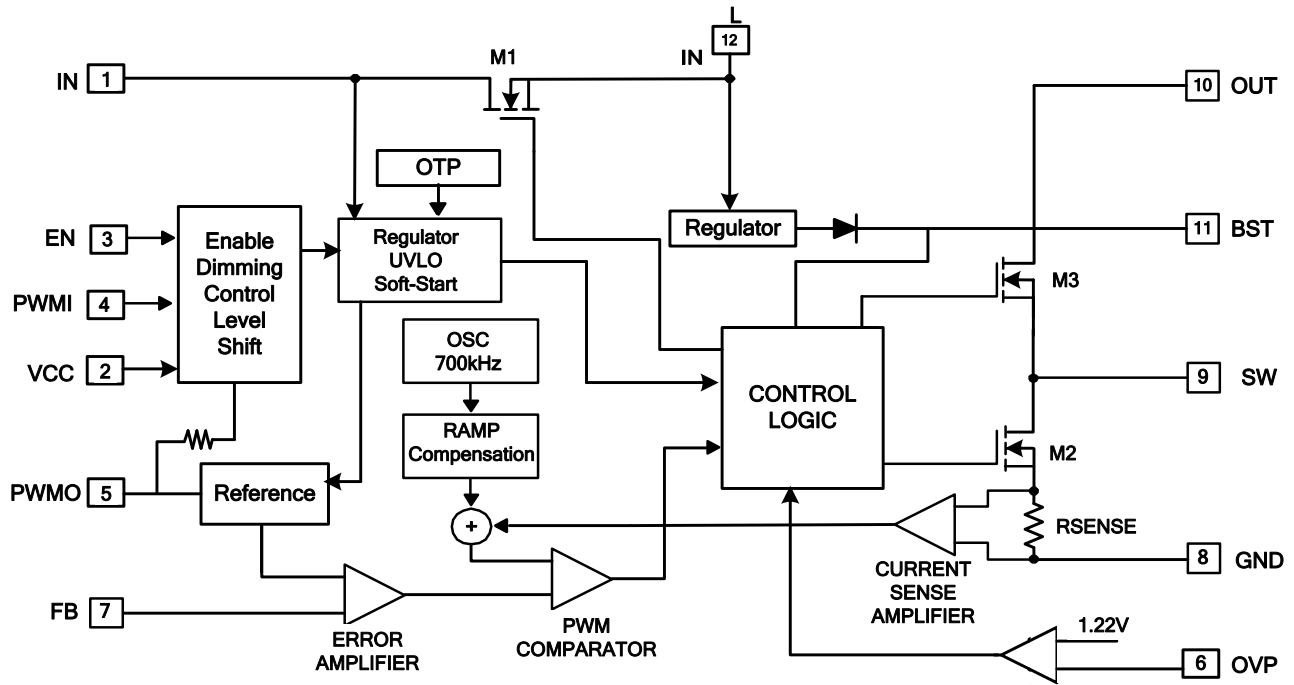 L
12
IN
M1
IN 1
10 OUT
OTP
Regulator
11 BST
EN 3
Enable
Dimming
Control
Level
Shift
Regulator
UVLO
Soft-Start
M3
PWMI 4
OSC
700kHz
VCC 2
9 SW
CONTROL
LOGIC
RAMP
Compensation
M2
PWMO 5
Reference
+
RSENSE
8 GND
CURRENT
SENSE
AMPLIFIER
FB 7
ERROR
AMPLIFIER
PWM
COMPARATOR
1.22V
6 OVP